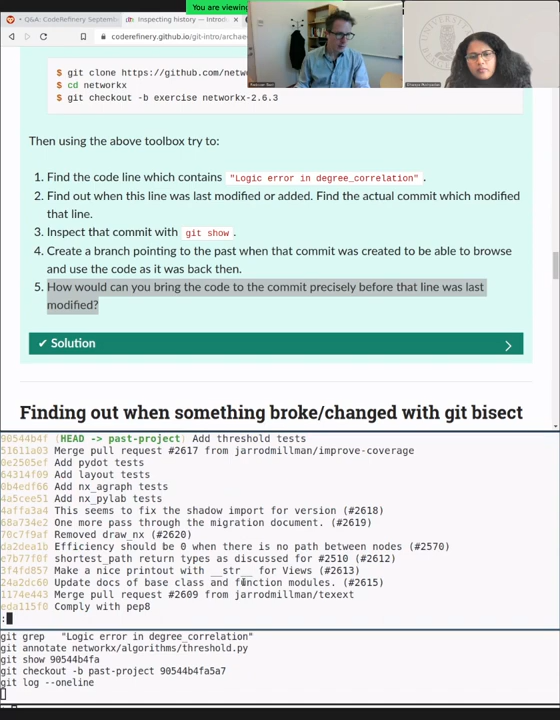 You are viewing
Q&A: CodeRefinery Septemb
Inspecting history — Introd
coderefinery.github.io/git-intro/archae
$ git clone https://github.com/netwo
$ cd networkx
$ git checkout -b exercise networkx-2.6.3
Then using the above toolbox try to:
1. Find the code line which contains "Logic error in degree_correlation".
2. Find out when this line was last modified or added. Find the actual commit which modified
that line.
3. Inspect that commit with git show.
4. Create a branch pointing to the past when that commit was created to be able to browse
and use the code as it was back then.
5. How would can you bring the code to the commit precisely before that line was last
modified?
✔ Solution
Finding out when something broke/changed with git bisect
90544b4f (HEAD -> past-project) Add threshold tests
51611a03 Merge pull request #2617 from jarrodmillman/improve-coverage
0e2505ef Add pydot tests
64314f09 Add layout tests
0b4edf66 Add nx_agraph tests
4a5cee51 Add nx_pylab tests
4affa3a4 This seems to fix the shadow import for version (#2618)
68a734e2 One more pass through the migration document. (#2619)
70c7f9af Removed draw_nx (#2620)
da2dea1b Efficiency should be 0 when there is no path between nodes (#2570)
e7b77f0f shortest_path return types as discussed for #2510 (#2612)
3f4fd857 Make a nice printout with __str__ for Views (#2613)
24a2dc60 Update docs of base class and function modules. (#2615)
1174e443 Merge pull request #2609 from jarrodmillman/texext
eda115f0 Comply with pep8
:
git grep "Logic error in degree_correlation"
git annotate networkx/algorithms/threshold.py
git show 90544b4fa
git checkout -b past-project 90544b4fa5a7
git log --oneline